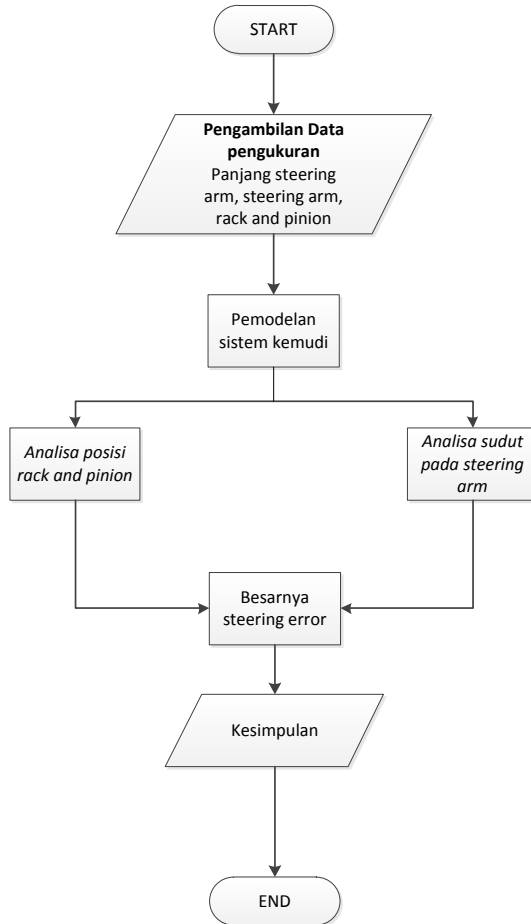 START
Pengambilan Data
pengukuran
Panjang steering
arm, steering arm,
rack and pinion
Pemodelan
sistem kemudi
Analisa posisi
rack and pinion
Analisa sudut
pada steering
arm
Besarnya
steering error
Kesimpulan
END